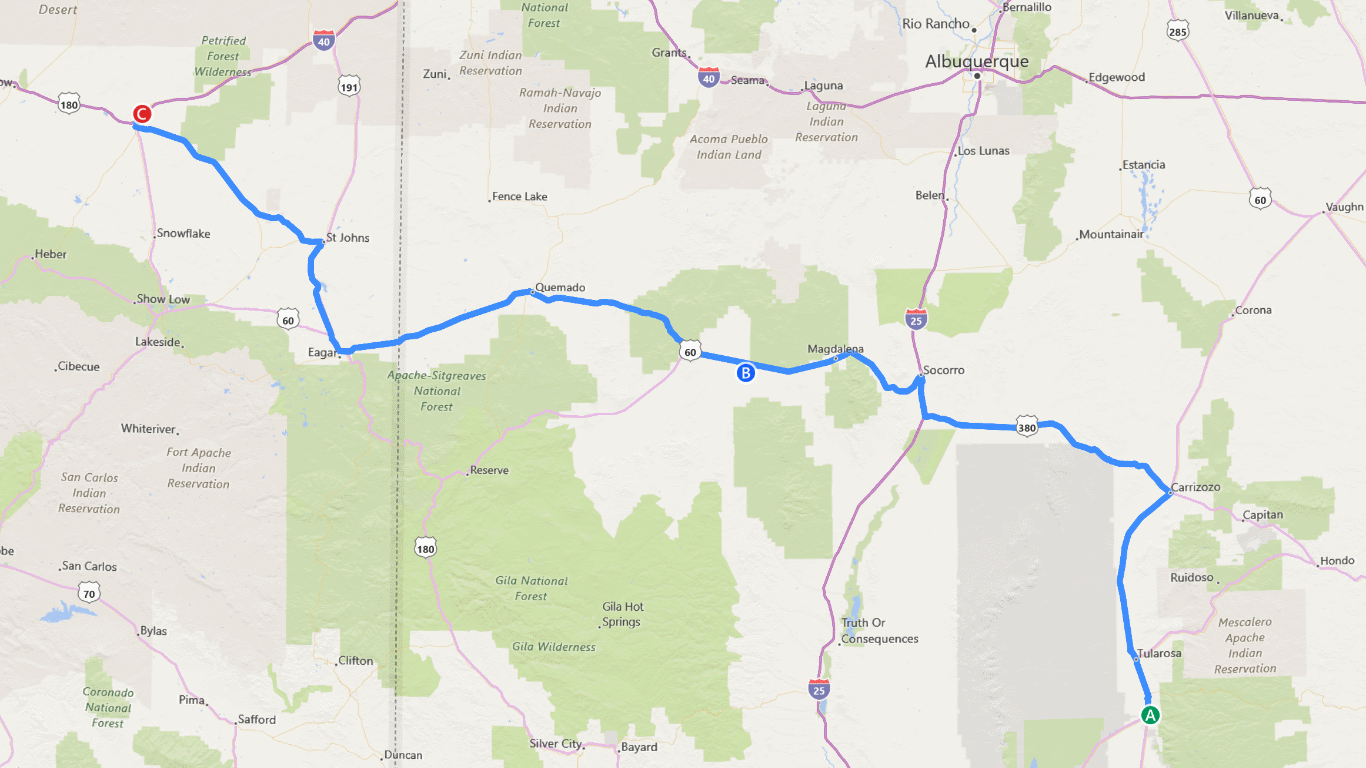 National
Forest
Bernalillo
Villanueva
Desert
Rio Rancho
285
40
Petrified
Forest
Wilderness
Zuni Indian
Reservation
Grants
Albuquerque
Zuni
40
Seama
Edgewood
191
Laguna
180
Ramah-Navajo
Indian
Reservation
Laguna
Indian
Reservation
C
Acoma Pueblo
Indian Land
Los Lunas
Estancia
Fence Lake
Belen
60
Vaughn
Snowflake
St Johns
Mountainair
Heber
Quemado
Show Low
Corona
60
25
Lakeside
Eagar
60
Magdalena
Cibecue
B
Socorro
Apache-Sitgreaves
National
Forest
Whiteriver
380
Fort Apache
Indian
Reservation
Reserve
San Carlos
Indian
Reservation
Carrizozo
Capitan
180
be
San Carlos
Hondo
70
Gila National
Forest
Ruidoso
Gila Hot
Springs
Truth Or
Consequences
Mescalero
Apache
Indian
Reservation
Bylas
Gila Wilderness
Tularosa
Clifton
25
Coronado
National
Forest
Pima
A
Safford
Silver City
Bayard
Duncan